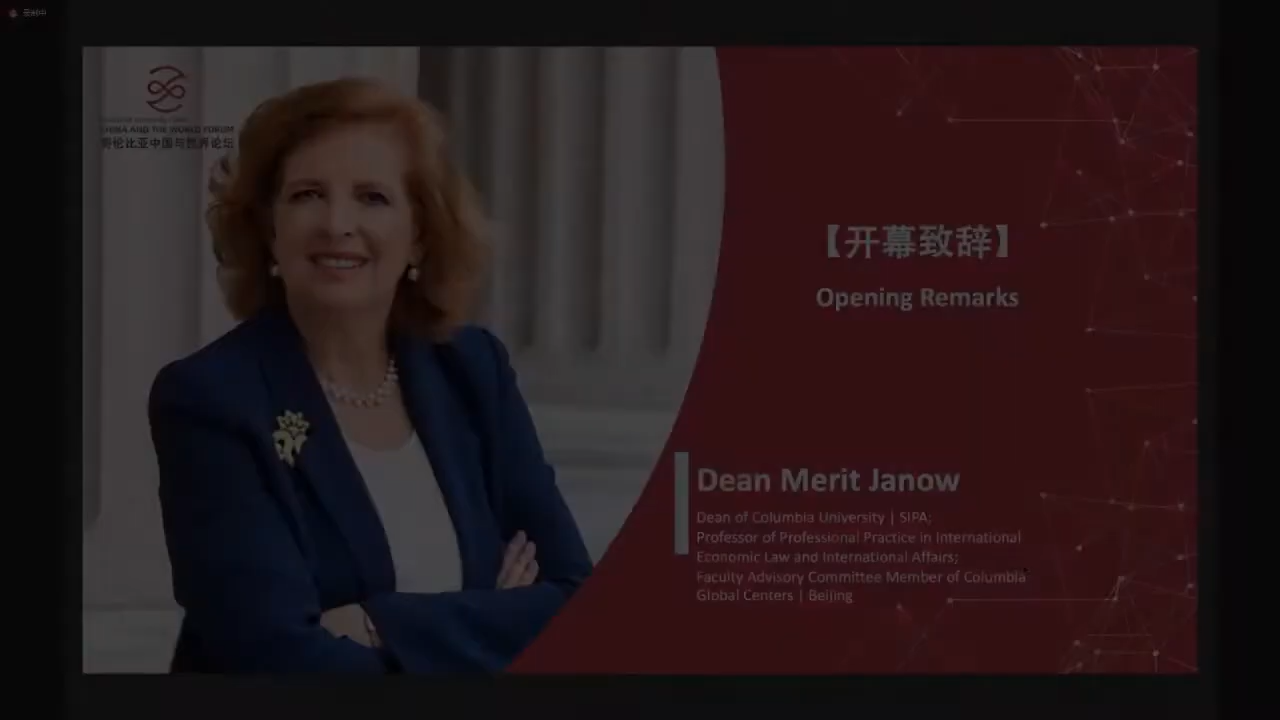 CHINA AND THE WORLD FORUM
哥伦比亚中国与世界论坛
【开幕致辞】
Opening Remarks
Dean Merit Janow
Dean of Columbia University | SIPA;
Professor of Professional Practice in International
Economic Law and International Affairs;
Faculty Advisory Committee Member of Columbia
Global Centers | Beijing